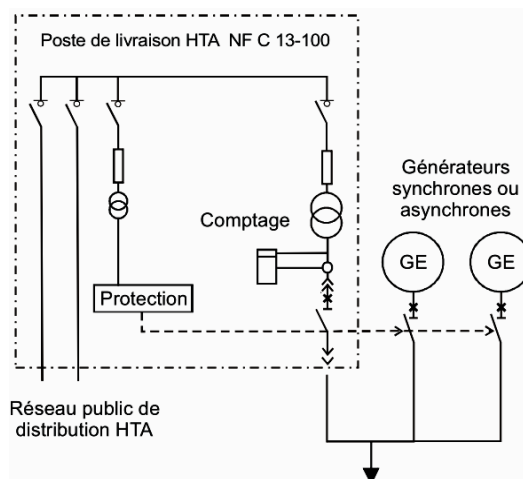 Poste de livraison HTA NF C 13-100
Générateurs
synchrones ou
asynchrones
Comptage
GE
GE
Protection
Réseau public de
distribution HTA